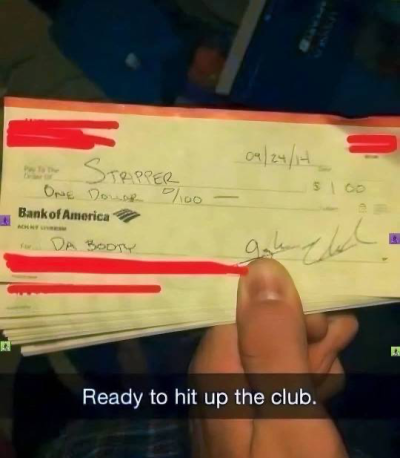 09/24/14
Pay To The
Order Of STRIPPER
$ 1 00
ONE DOLLAR 0/100
Bank of America
For DA BOOTY
Ready to hit up the club.